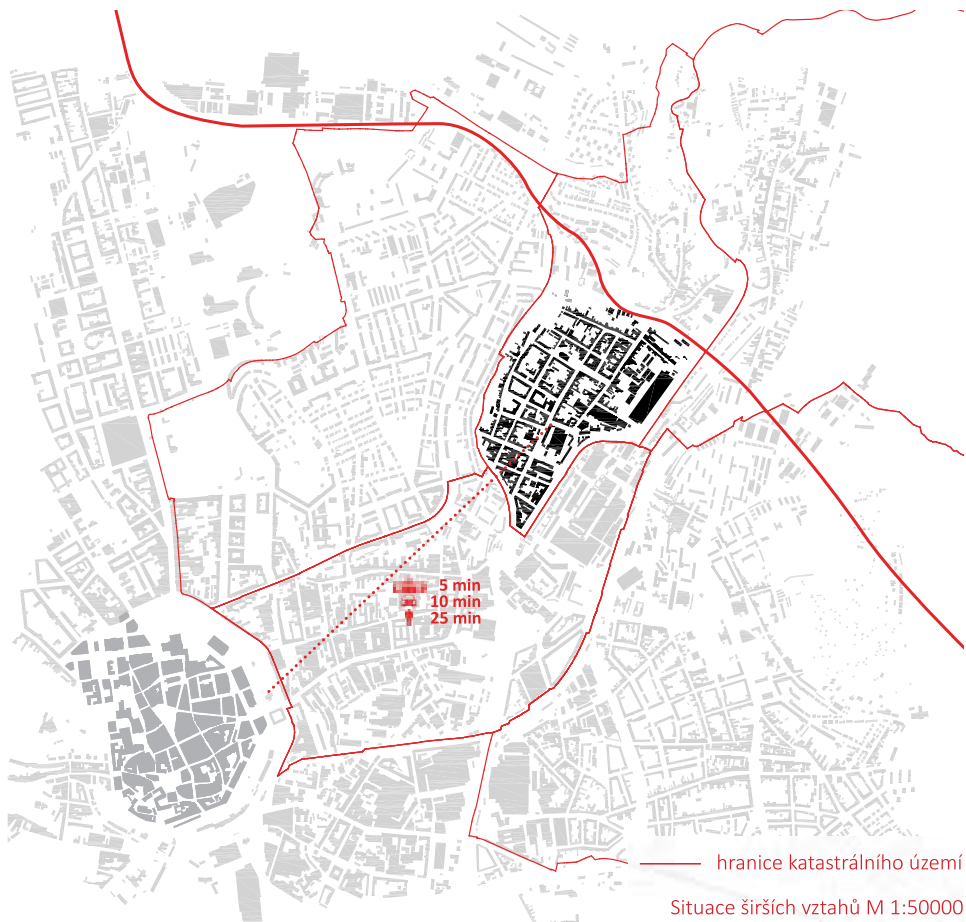 5 min
10 min
25 min
hranice katastrálního území
Situace širších vztahů M 1:50000